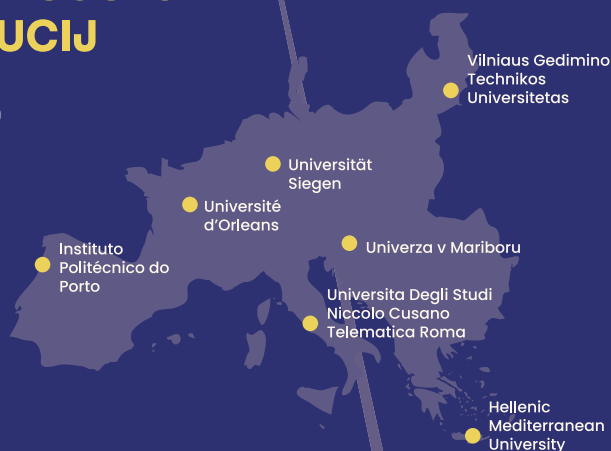 UCIJ
Vilniaus Gedimino
Technikos
Universitetas
Universität
Siegen
Université
d'Orleans
Univerza v Mariboru
Instituto
Politécnico do
Porto
Universita Degli Studi
Niccolo Cusano
Telematica Roma
Hellenic
Mediterranean
University